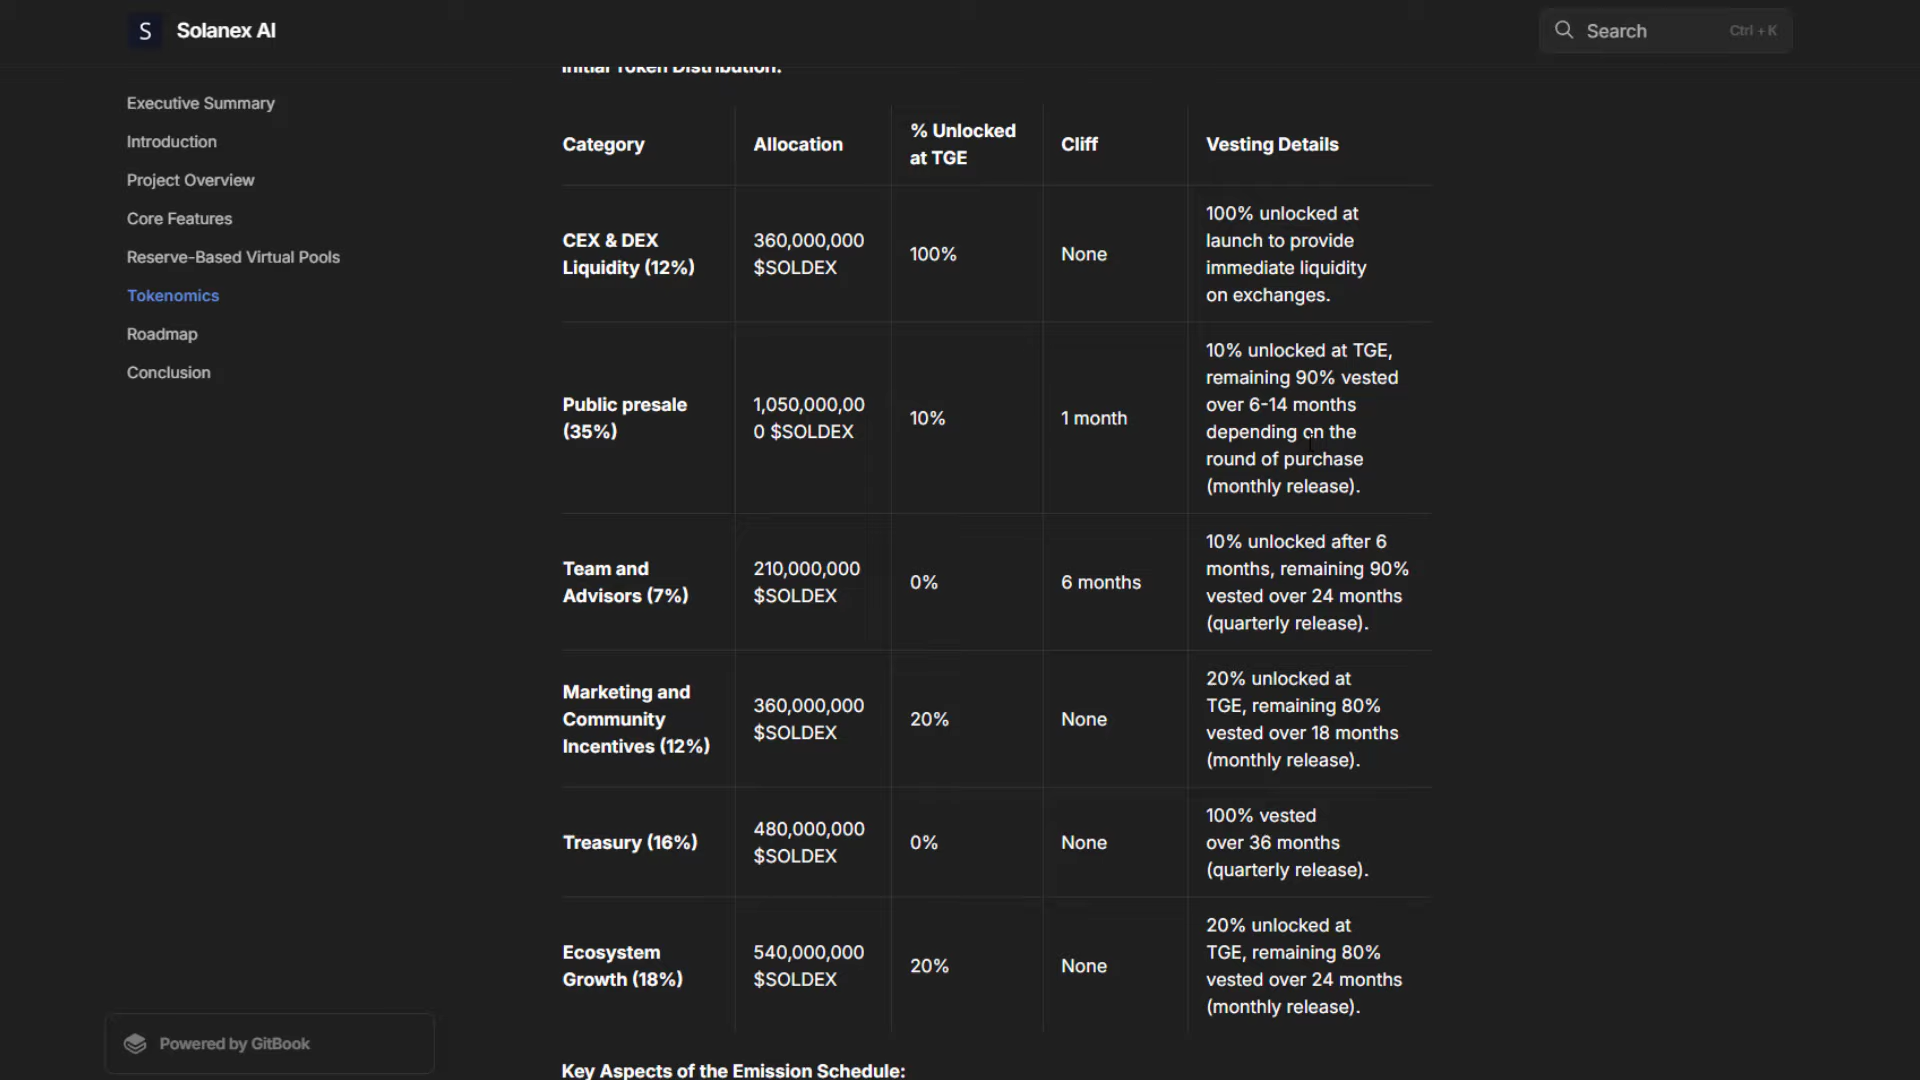 S
Solanex AI
Search
Ctrl + K
Executive Summary
Introduction
Project Overview
Core Features
Reserve-Based Virtual Pools
Tokenomics
Roadmap
Conclusion
Powered by GitBook
Initial Token Distribution:
Category
Allocation
% Unlocked
at TGE
Cliff
Vesting Details
CEX & DEX
Liquidity (12%)
360,000,000
$SOLDEX
100%
None
100% unlocked at
launch to provide
immediate liquidity
on exchanges.
Public presale
(35%)
1,050,000,00
0 $SOLDEX
10%
1 month
10% unlocked at TGE,
remaining 90% vested
over 6-14 months
depending on the
round of purchase
(monthly release).
Team and
Advisors (7%)
210,000,000
$SOLDEX
0%
6 months
10% unlocked after 6
months, remaining 90%
vested over 24 months
(quarterly release).
Marketing and
Community
Incentives (12%)
360,000,000
$SOLDEX
20%
None
20% unlocked at
TGE, remaining 80%
vested over 18 months
(monthly release).
Treasury (16%)
480,000,000
$SOLDEX
0%
None
100% vested
over 36 months
(quarterly release).
Ecosystem
Growth (18%)
540,000,000
$SOLDEX
20%
None
20% unlocked at
TGE, remaining 80%
vested over 24 months
(monthly release).
Key Aspects of the Emission Schedule: